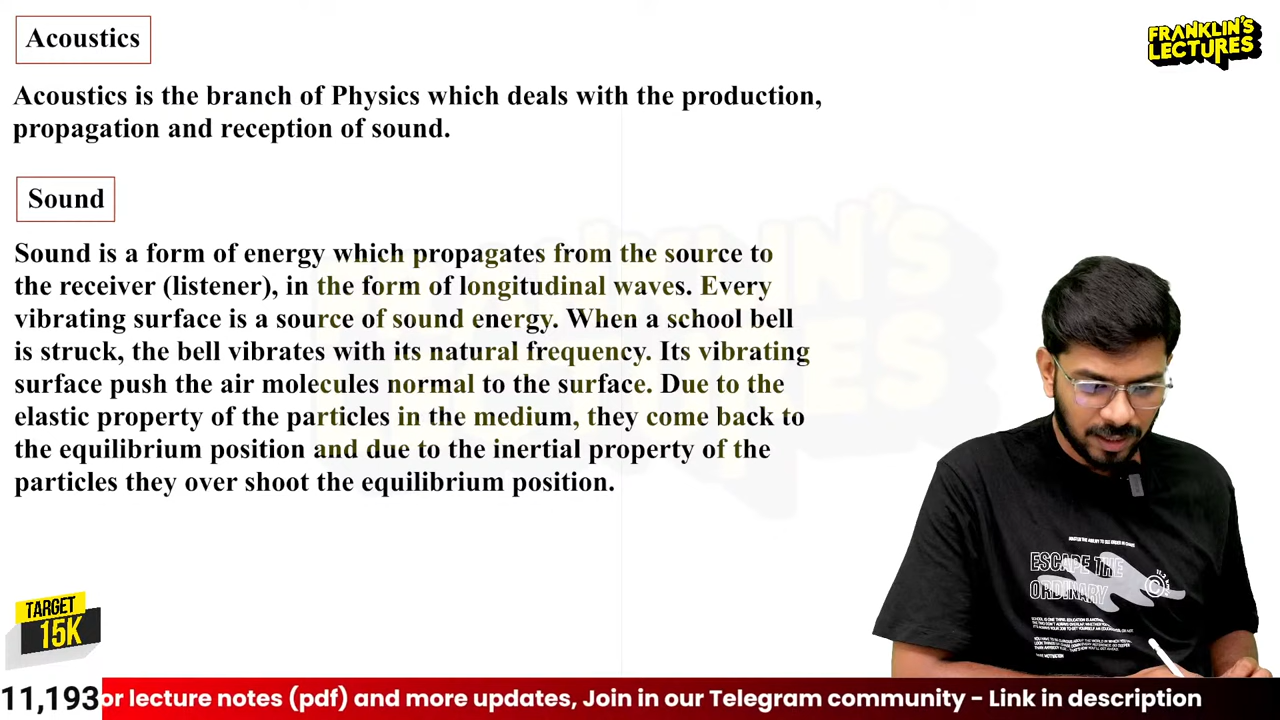 Acoustics
FRANKLIN'S
LECTURES
Acoustics is the branch of Physics which deals with the production,
propagation and reception of sound.
Sound
Sound is a form of energy which propagates from the source to
the receiver (listener), in the form of longitudinal waves. Every
vibrating surface is a source of sound energy. When a school bell
is struck, the bell vibrates with its natural frequency. Its vibrating
surface push the air molecules normal to the surface. Due to the
elastic property of the particles in the medium, they come back to
the equilibrium position and due to the inertial property of the
particles they over shoot the equilibrium position.
FRANKLIN'S
LECTURES
ESCAPE THE
ORDINARY
TARGET
15K
11,193
or lecture notes (pdf) and more updates, Join in our Telegram community - Link in description